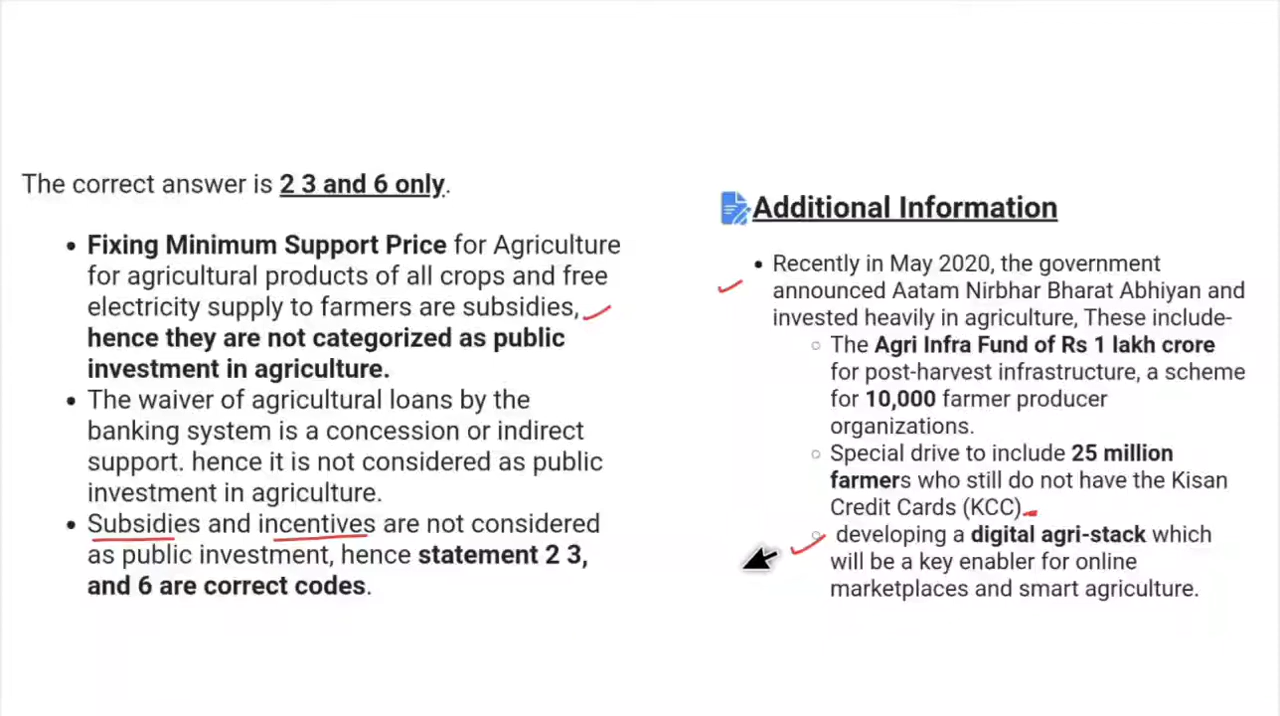 The correct answer is 2 3 and 6 only.
Fixing Minimum Support Price for Agriculture
for agricultural products of all crops and free
electricity supply to farmers are subsidies,
hence they are not categorized as public
investment in agriculture.
The waiver of agricultural loans by the
banking system is a concession or indirect
support. hence it is not considered as public
investment in agriculture.
Subsidies and incentives are not considered
as public investment, hence statement 2 3,
and 6 are correct codes.
Additional Information
Recently in May 2020, the government
announced Aatam Nirbhar Bharat Abhiyan and
invested heavily in agriculture, These include-
The Agri Infra Fund of Rs 1 lakh crore
for post-harvest infrastructure, a scheme
for 10,000 farmer producer
organizations.
Special drive to include 25 million
farmers who still do not have the Kisan
Credit Cards (KCC)
developing a digital agri-stack which
will be a key enabler for online
marketplaces and smart agriculture.